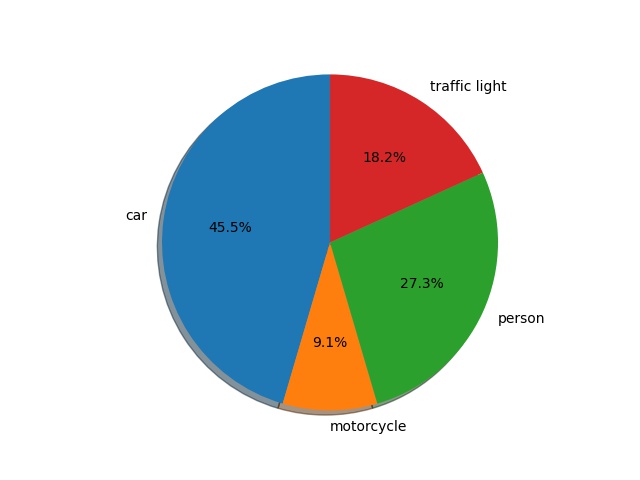 traffic light
18.2%
car
45.5%
27.3%
person
9.1%
motorcycle